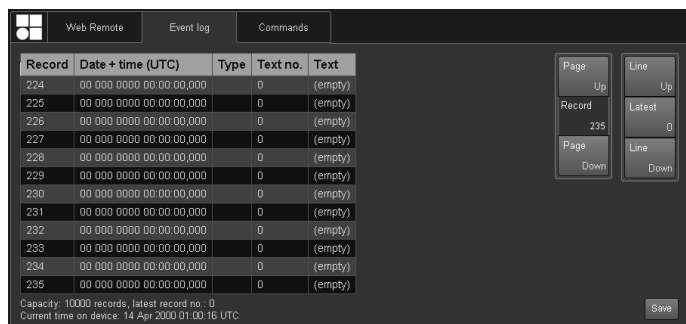 Web Remote Event log Commands
Record Date + time (UTC) Type Text no. Text
224 00 000 0000 00:00:00,000 0 (empty)
225 00 000 0000 00:00:00,000 0 (empty)
226 00 000 0000 00:00:00,000 0 (empty)
227 00 000 0000 00:00:00,000 0 (empty)
228 00 000 0000 00:00:00,000 0 (empty)
229 00 000 0000 00:00:00,000 0 (empty)
230 00 000 0000 00:00:00,000 0 (empty)
231 00 000 0000 00:00:00,000 0 (empty)
232 00 000 0000 00:00:00,000 0 (empty)
233 00 000 0000 00:00:00,000 0 (empty)
234 00 000 0000 00:00:00,000 0 (empty)
235 00 000 0000 00:00:00,000 0 (empty)
Capacity: 10000 records, latest record no.: 0
Current time on device: 14 Apr 2000 01:00:16 UTC
Page
Up
Record
235
Page
Down
Line
Up
Latest
0
Line
Down
Save